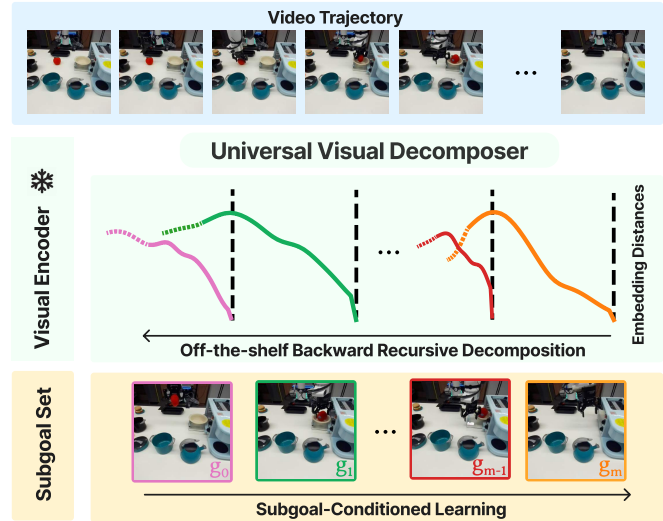 Video Trajectory
...
Universal Visual Decomposer
Visual Encoder
...
Embedding Distances
Off-the-shelf Backward Recursive Decomposition
Subgoal Set
g0
g1
...
gm-1
gm
Subgoal-Conditioned Learning